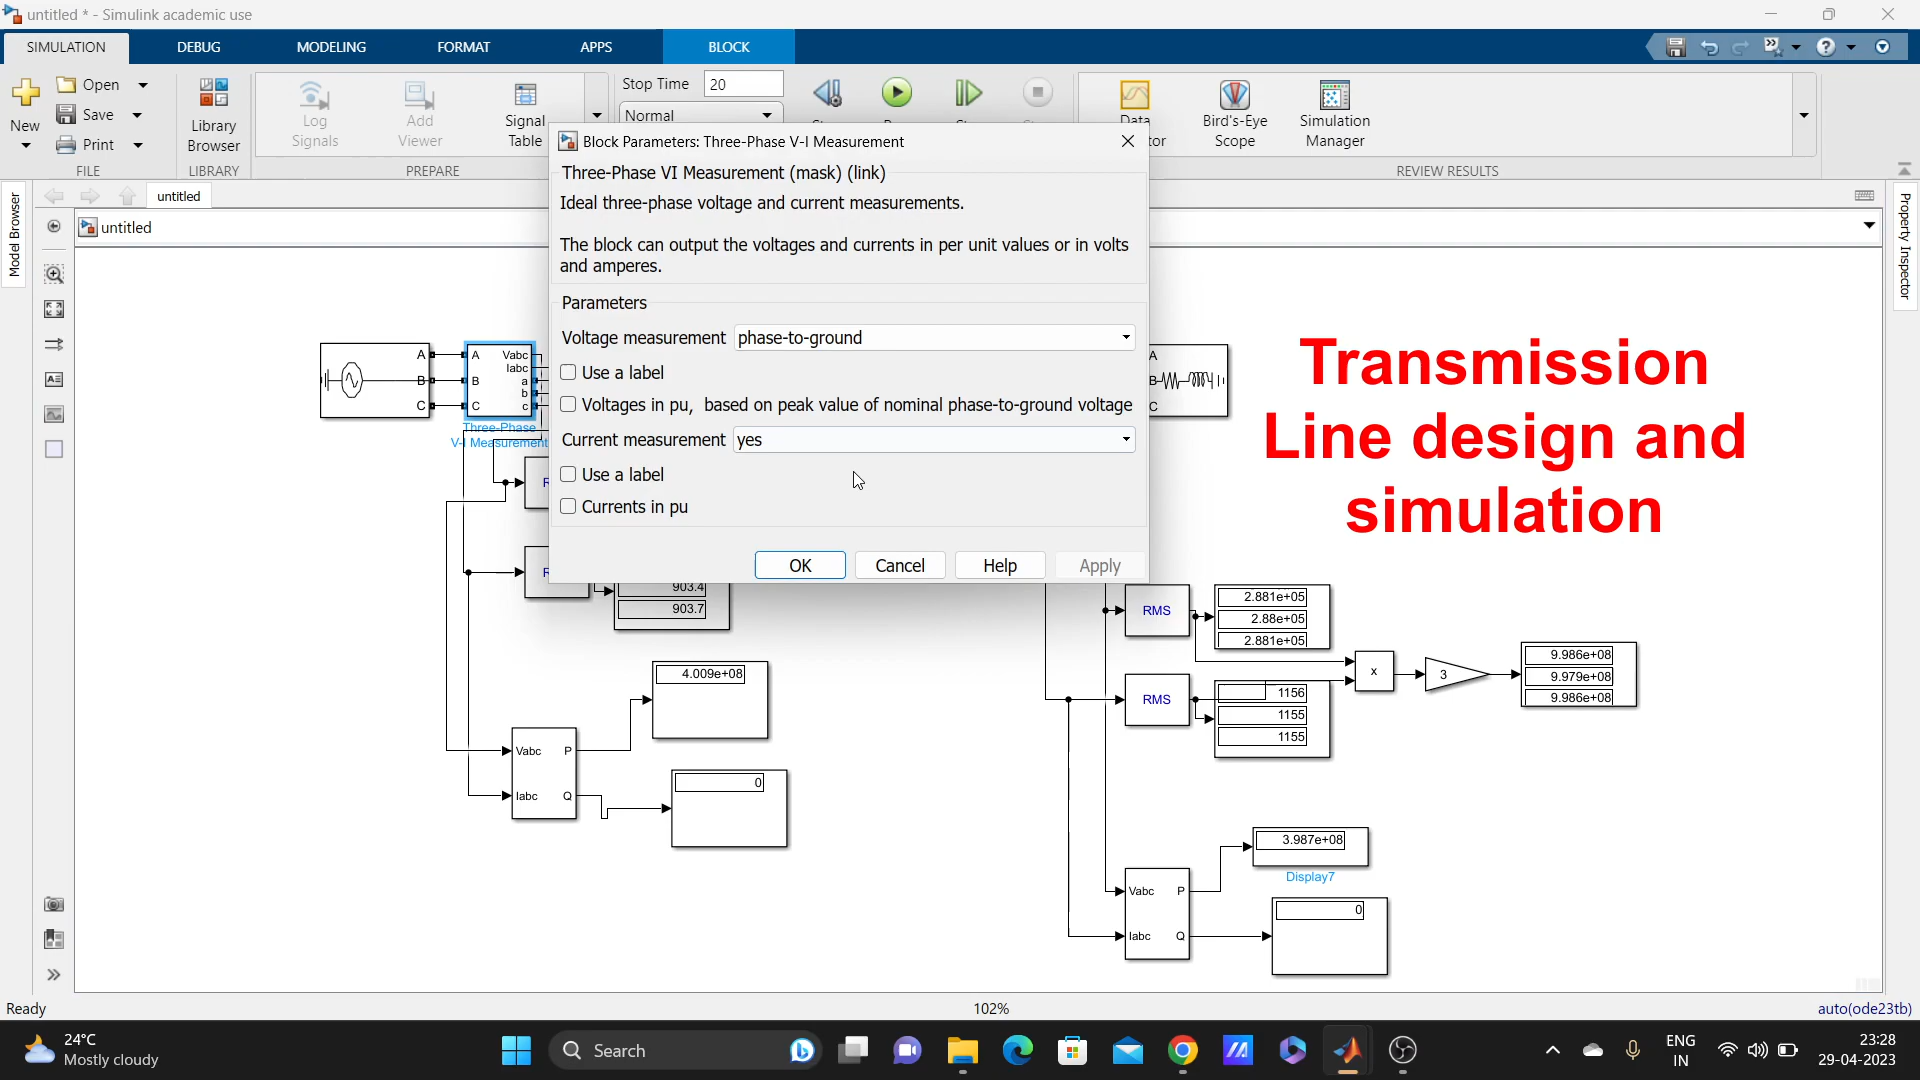 untitled * - Simulink academic use
SIMULATION DEBUG MODELING FORMAT APPS BLOCK
New
Open
Save
Print
FILE
Library
Browser
LIBRARY
Log
Signals
Add
Viewer
Signal
Table
PREPARE
Stop Time 20
Normal
Bird's-Eye
Scope
Simulation
Manager
REVIEW RESULTS
Model Browser
untitled
untitled
Property Inspector
Block Parameters: Three-Phase V-I Measurement
Three-Phase VI Measurement (mask) (link)
Ideal three-phase voltage and current measurements.
The block can output the voltages and currents in per unit values or in volts
and amperes.
Parameters
Voltage measurement phase-to-ground
Use a label
Voltages in pu, based on peak value of nominal phase-to-ground voltage
Current measurement yes
Use a label
Currents in pu
OK Cancel Help Apply
A
B
C
A Vabc
Iabc
B a
b
C c
Three-Phase
V-I Measurement
903.4
903.7
4.009e+08
Vabc P
Iabc Q
0
A
B
C
Transmission
Line design and
simulation
RMS
2.881e+05
2.88e+05
2.881e+05
RMS
1156
1155
1155
x
3
9.986e+08
9.979e+08
9.986e+08
Vabc P
Iabc Q
3.987e+08
Display7
0
Ready 102% auto(ode23tb)
24°C
Mostly cloudy
Search
ENG
IN
23:28
29-04-2023